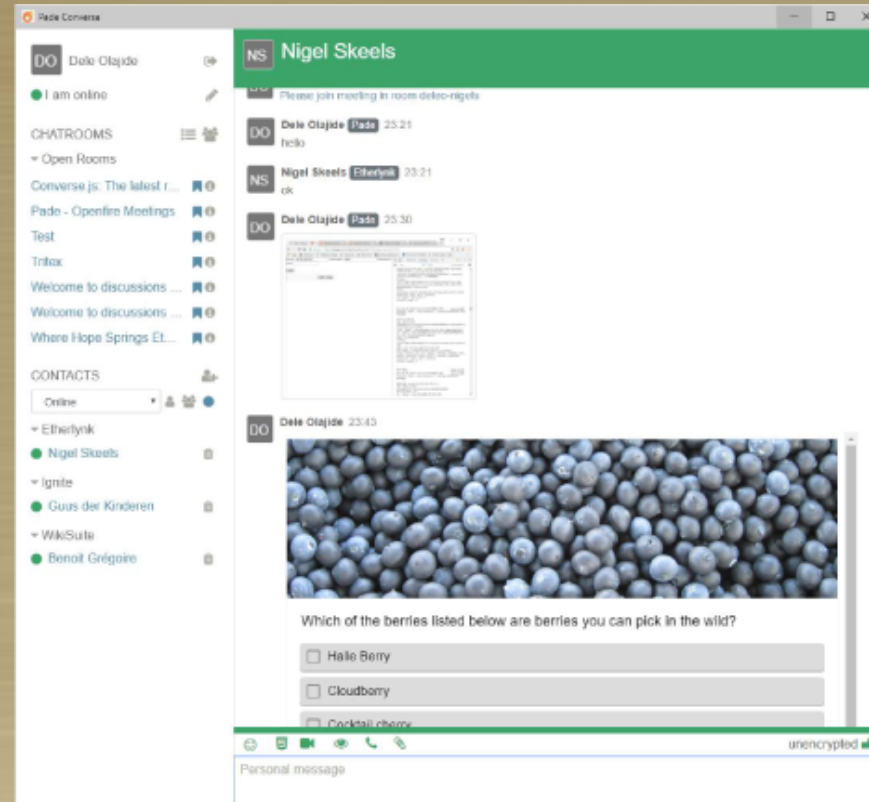 Pade Converse
DO Dele Olajide
I am online
CHATROOMS
Open Rooms
Converse.js: The latest r...
Pade - Openfire Meetings
Test
Tritex
Welcome to discussions ...
Welcome to discussions ...
Where Hope Springs Et...
CONTACTS
Online
Etherlynk
Nigel Skeels
Ignite
Guus der Kinderen
WikiSuite
Benoit Grégoire
NS Nigel Skeels
Please join meeting in room deleo-nigels
DO Dele Olajide Pade 23:21
hello
NS Nigel Skeels Etherlynk 23:21
ok
DO Dele Olajide Pade 23:30
DO Dele Olajide 23:43
Which of the berries listed below are berries you can pick in the wild?
Halle Berry
Cloudberry
Cocktail cherry
unencrypted
Personal message